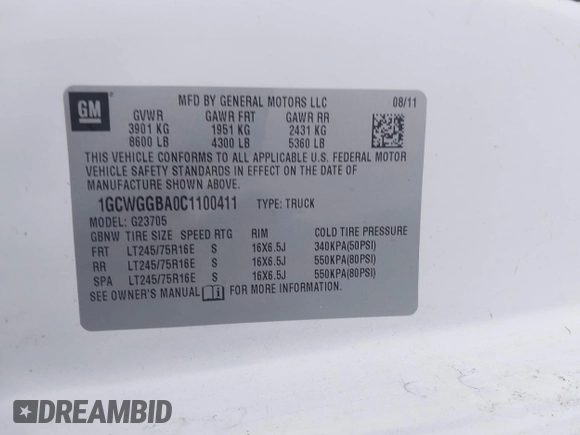 GM
MFD BY GENERAL MOTORS LLC 08/11
GVWR GAWR FRT GAWR RR
3901 KG 1951 KG 2431 KG
8600 LB 4300 LB 5360 LB
THIS VEHICLE CONFORMS TO ALL APPLICABLE U.S. FEDERAL MOTOR
VEHICLE SAFETY STANDARDS IN EFFECT ON THE DATE OF
MANUFACTURE SHOWN ABOVE.
1GCWGGBA0C1100411 TYPE: TRUCK
MODEL: G23705
GBNW TIRE SIZE SPEED RTG RIM COLD TIRE PRESSURE
FRT LT245/75R16E S 16X6.5J 340KPA(50PSI)
RR LT245/75R16E S 16X6.5J 550KPA(80PSI)
SPA LT245/75R16E S 16X6.5J 550KPA(80PSI)
SEE OWNER'S MANUAL FOR MORE INFORMATION.
DREAMBID